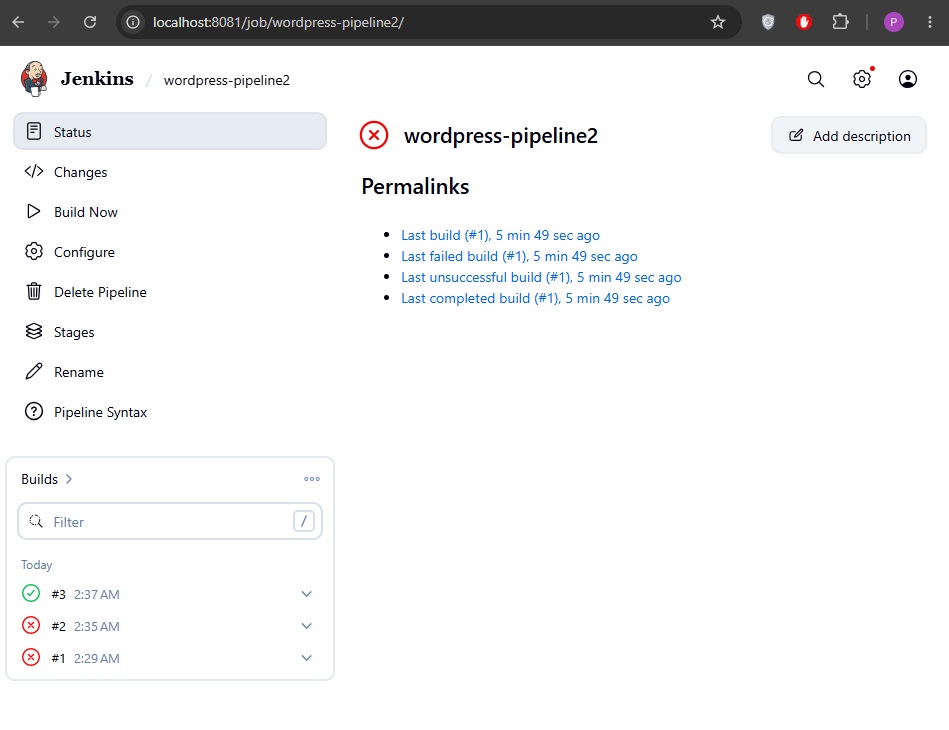 localhost:8081/job/wordpress-pipeline2/
P
Jenkins / wordpress-pipeline2
Status
Changes
Build Now
Configure
Delete Pipeline
Stages
Rename
Pipeline Syntax
Builds
Filter /
Today
#3 2:37 AM
#2 2:35 AM
#1 2:29 AM
wordpress-pipeline2
Add description
Permalinks
Last build (#1), 5 min 49 sec ago
Last failed build (#1), 5 min 49 sec ago
Last unsuccessful build (#1), 5 min 49 sec ago
Last completed build (#1), 5 min 49 sec ago